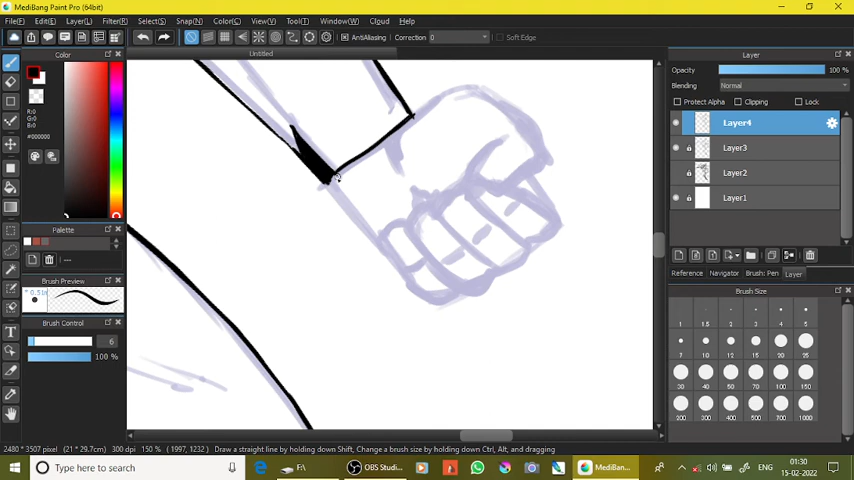 MediBang Paint Pro (64bit)
File(F) Edit(E) Layer(L) Filter(R) Select(S) Snap(N) Color(C) View(V) Tool(T) Window(W) Cloud Help
AntiAliasing Correction 0 Soft Edge
Color
Untitled
Layer
R:0
G:0
B:0
#000000
Opacity 100 %
Blending Normal
Protect Alpha Clipping Lock
Layer4
Layer3
Layer2
Layer1
Palette
---
Brush Preview
Brush Control
6
100 %
Reference Navigator Brush: Pen Layer
Brush Size
1 1.5 2 3 4 5
7 10 12 15 20 25
30 40 50 70 100 150
200 300 400 500 700 1000
2480 * 3507 pixel (21 * 29.7cm) 300 dpi 150 % (1997, 1232) Draw a straight line by holding down Shift, Change a brush size by holding down Ctrl, Alt, and dragging
Type here to search
F:\
OBS Studi...
MediBan...
ENG
01:30
15-02-2022